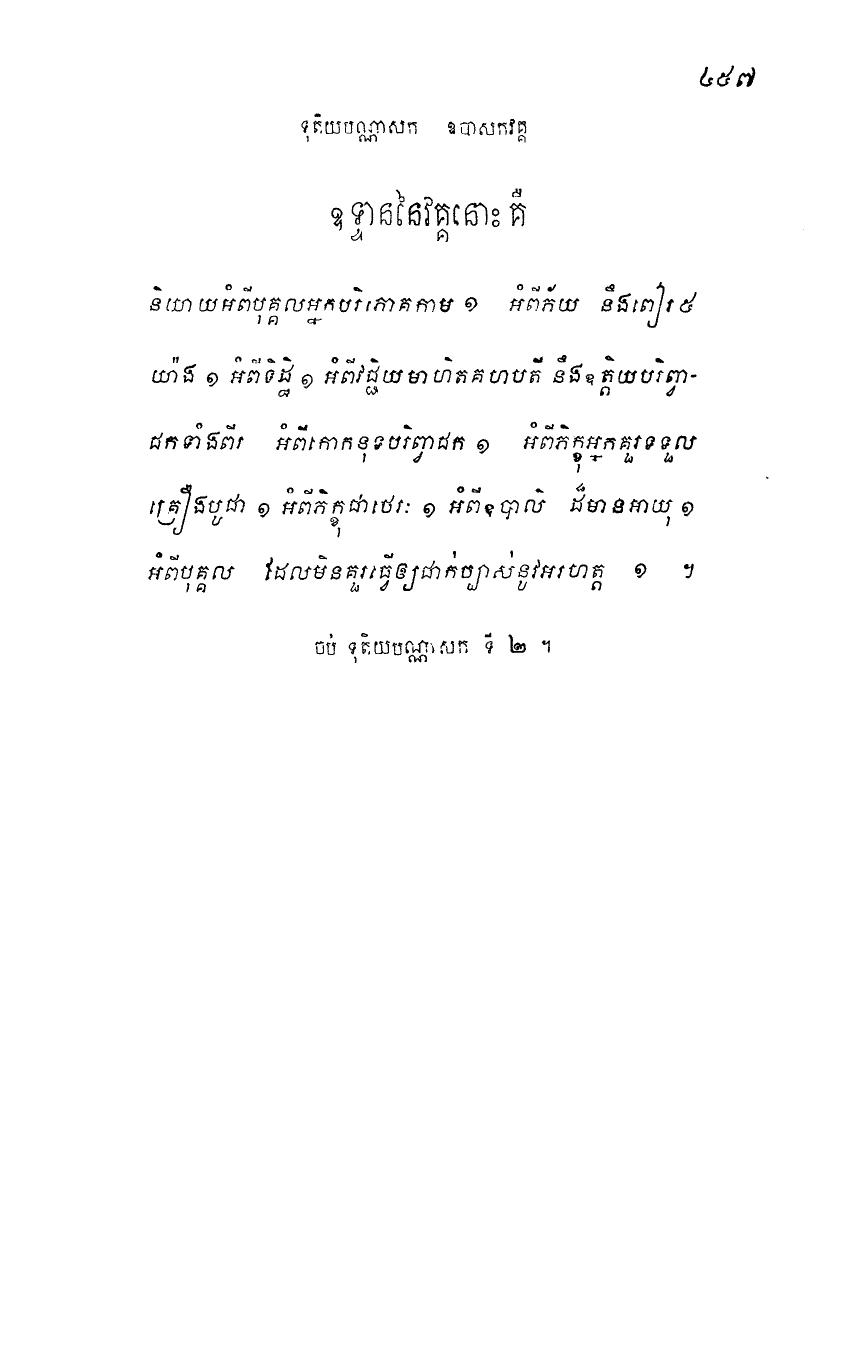 ៤៥៧
ទុតិយបណ្ណាសក ឧបាសកវគ្គ
ឧទ្ទាននៃវគ្គនោះ គឺ
និយាយអំពីបុគ្គលអ្នកបរិភោគកាម ១ អំពីភ័យ នឹងពៀរ ៥
យ៉ាង ១ អំពីទិដ្ឋិ ១ អំពីវជ្ជិយមាហិតគហបតី នឹងឧត្តិយបរិព្វា-
ជកទាំងពីរ អំពីកោកនុទបរិព្វាជក ១ អំពីភិក្ខុអ្នកគួរទទួល
គ្រឿងបូជា ១ អំពីភិក្ខុជាថេរៈ ១ អំពីឧបាលិ ដ៏មានអាយុ ១
អំពីបុគ្គល ដែលមិនគួរធ្វើឲ្យជាក់ច្បាស់នូវអរហត្ត ១ ។
ចប់ ទុតិយបណ្ណាសក ទី ២ ។